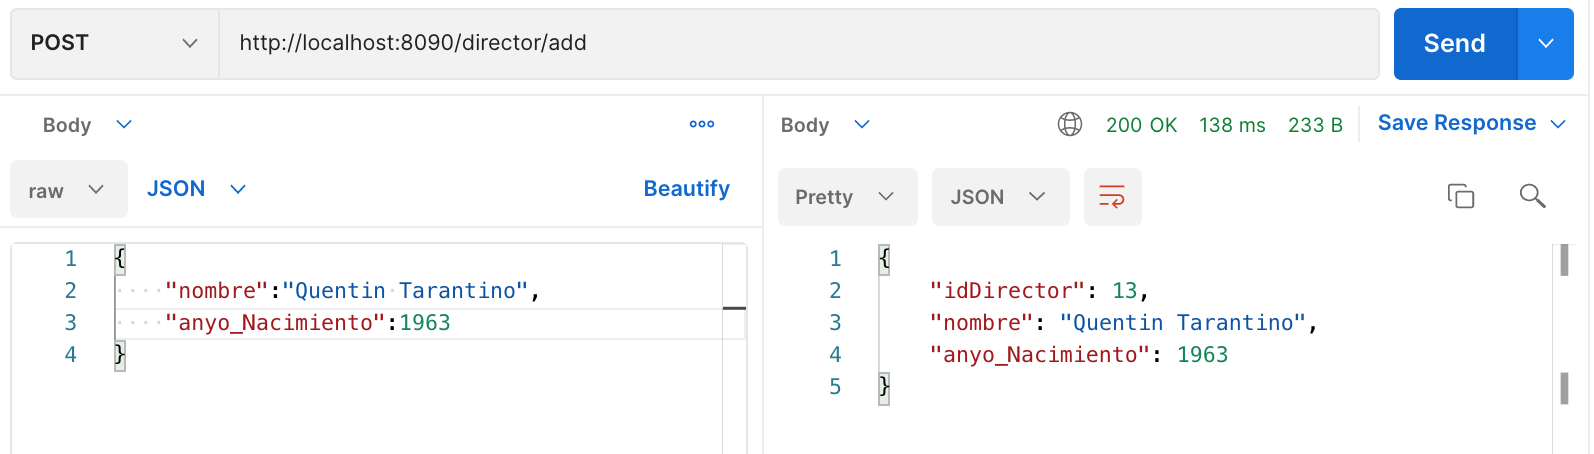 POST http://localhost:8090/director/add Send
Body ooo
raw JSON Beautify
1 {
2 "nombre":"Quentin Tarantino",
3 "anyo_Nacimiento":1963
4 }
Body 200 OK 138 ms 233 B Save Response
Pretty JSON
1 {
2 "idDirector": 13,
3 "nombre": "Quentin Tarantino",
4 "anyo_Nacimiento": 1963
5 }